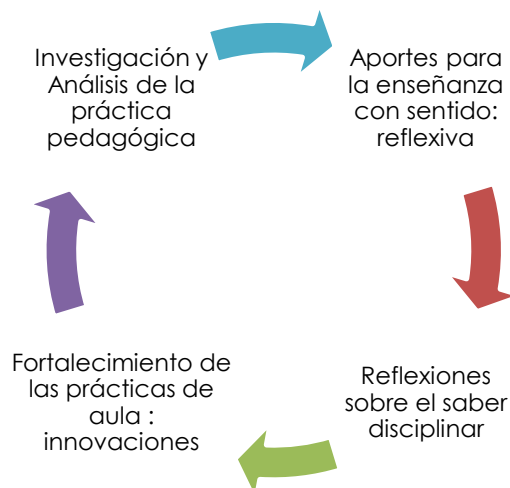 Investigación y
Análisis de la
práctica
pedagógica
Aportes para
la enseñanza
con sentido:
reflexiva
Reflexiones
sobre el saber
disciplinar
Fortalecimiento de
las prácticas de
aula :
innovaciones